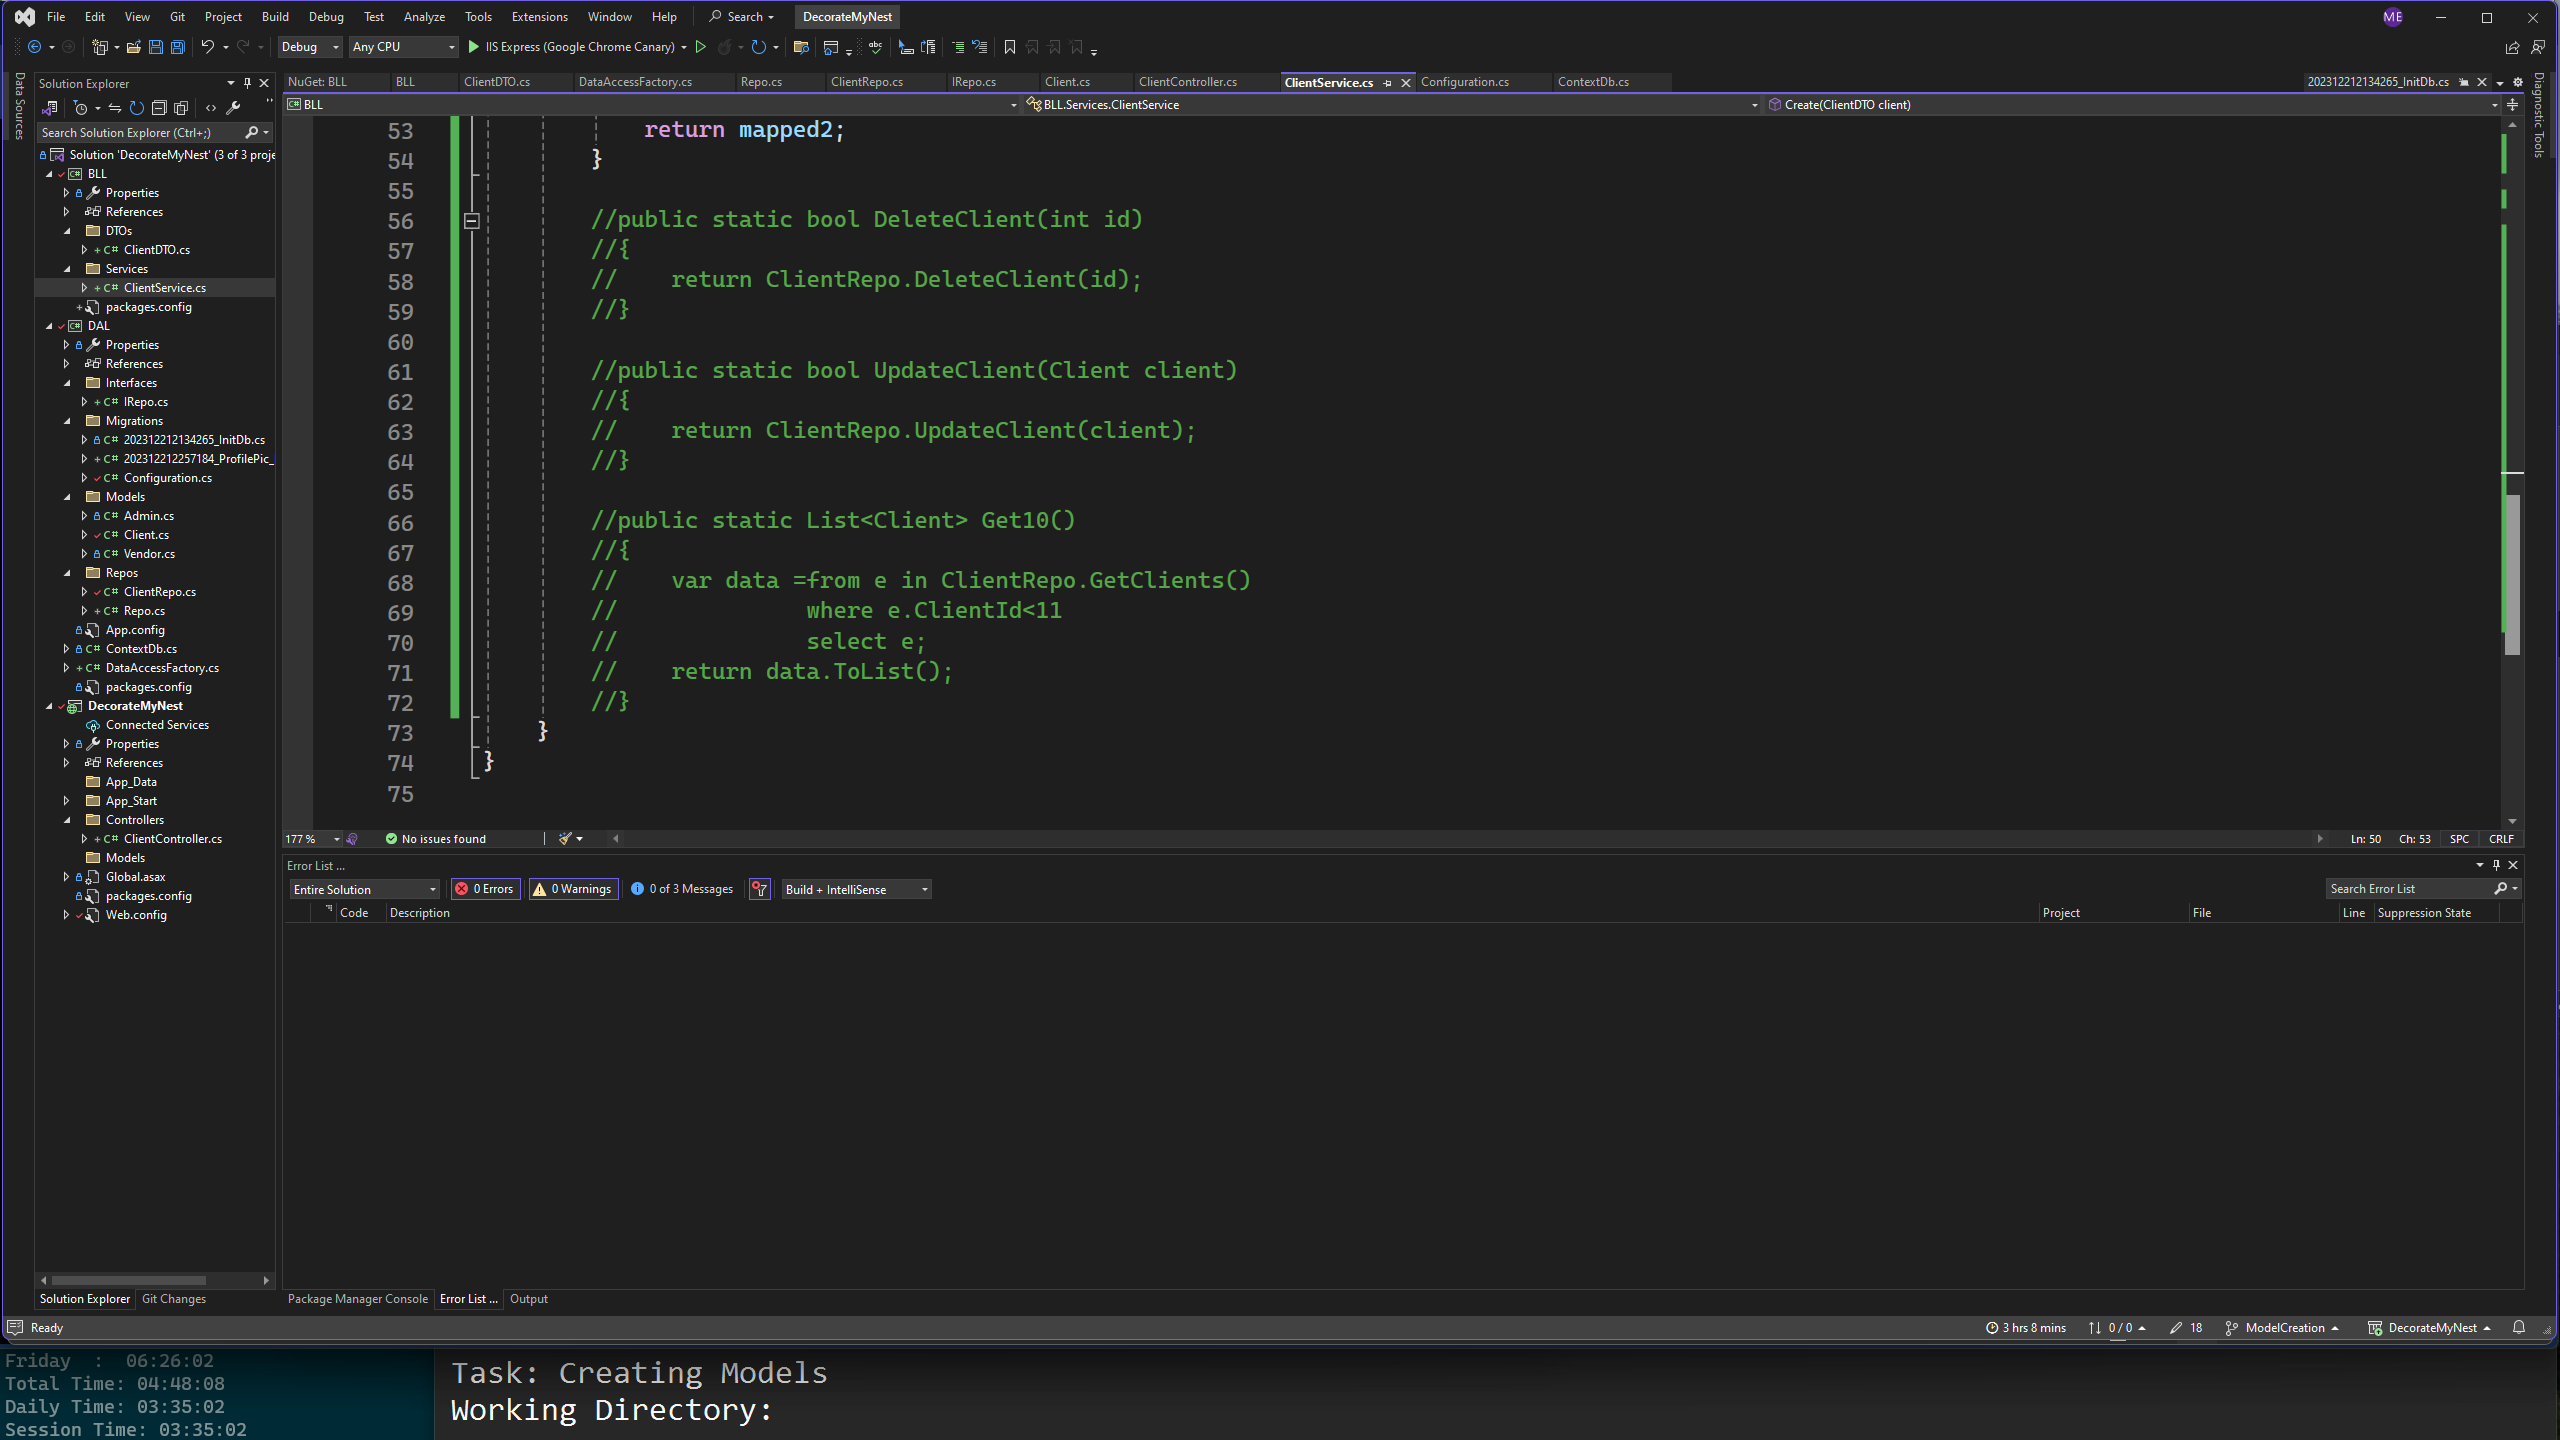 File Edit View Git Project Build Debug Test Analyze Tools Extensions Window Help Search DecorateMyNest ME
Debug Any CPU IIS Express (Google Chrome Canary)
Data Sources
Solution Explorer
Search Solution Explorer (Ctrl+;)
Solution 'DecorateMyNest' (3 of 3 proje
BLL
Properties
References
DTOs
ClientDTO.cs
Services
ClientService.cs
packages.config
DAL
Properties
References
Interfaces
IRepo.cs
Migrations
202312212134265_InitDb.cs
202312212257184_ProfilePic_
Configuration.cs
Models
Admin.cs
Client.cs
Vendor.cs
Repos
ClientRepo.cs
Repo.cs
App.config
ContextDb.cs
DataAccessFactory.cs
packages.config
DecorateMyNest
Connected Services
Properties
References
App_Data
App_Start
Controllers
ClientController.cs
Models
Global.asax
packages.config
Web.config
Solution Explorer Git Changes
NuGet: BLL BLL ClientDTO.cs DataAccessFactory.cs Repo.cs ClientRepo.cs IRepo.cs Client.cs ClientController.cs ClientService.cs Configuration.cs ContextDb.cs 202312212134265_InitDb.cs
BLL BLL.Services.ClientService Create(ClientDTO client)
Diagnostic Tools
53 return mapped2;
54 }
55
56 //public static bool DeleteClient(int id)
57 //{
58 //    return ClientRepo.DeleteClient(id);
59 //}
60
61 //public static bool UpdateClient(Client client)
62 //{
63 //    return ClientRepo.UpdateClient(client);
64 //}
65
66 //public static List<Client> Get10()
67 //{
68 //    var data =from e in ClientRepo.GetClients()
69 //              where e.ClientId<11
70 //              select e;
71 //    return data.ToList();
72 //}
73 }
74 }
75
177 % No issues found Ln: 50 Ch: 53 SPC CRLF
Error List ...
Entire Solution 0 Errors 0 Warnings 0 of 3 Messages Build + IntelliSense Search Error List
Code Description Project File Line Suppression State
Package Manager Console Error List ... Output
Ready 3 hrs 8 mins 0 / 0 18 ModelCreation DecorateMyNest
Friday  :  06:26:02
Total Time: 04:48:08
Daily Time: 03:35:02
Session Time: 03:35:02
Task: Creating Models
Working Directory: